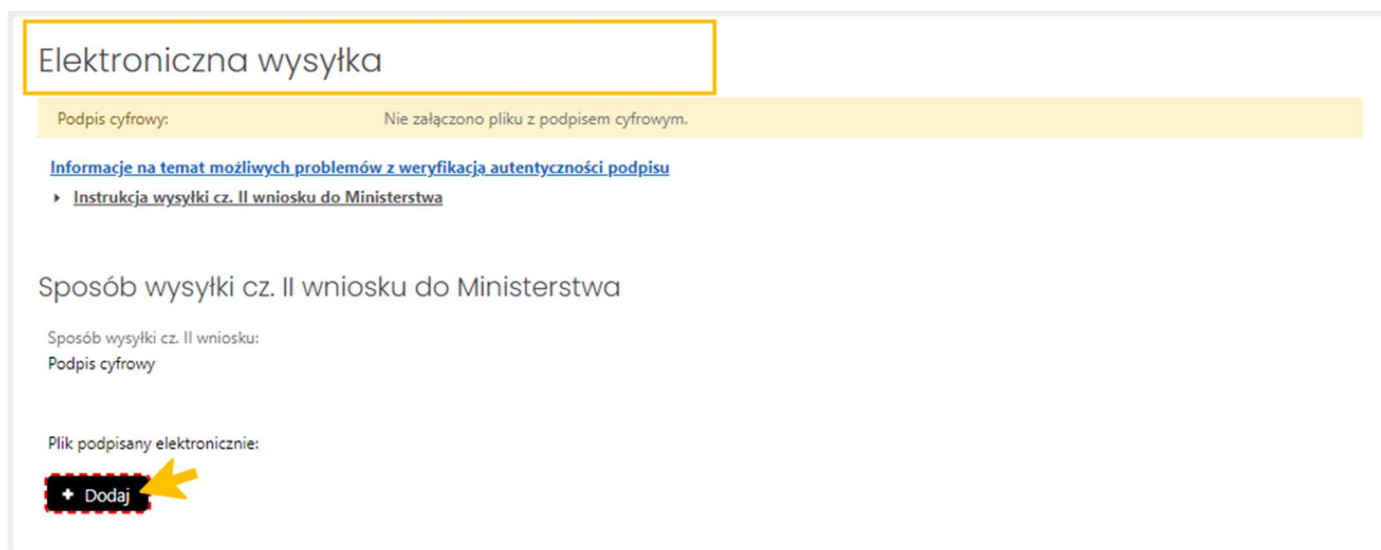 Elektroniczna wysyłka
Podpis cyfrowy: Nie załączono pliku z podpisem cyfrowym.
Informacje na temat możliwych problemów z weryfikacją autentyczności podpisu
Instrukcja wysyłki cz. II wniosku do Ministerstwa
Sposób wysyłki cz. II wniosku do Ministerstwa
Sposób wysyłki cz. II wniosku:
Podpis cyfrowy
Plik podpisany elektronicznie:
+ Dodaj